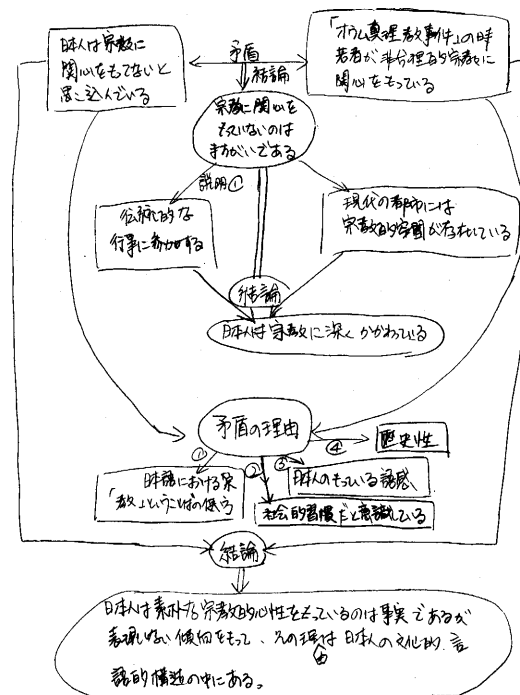 日本人は宗教に
関心をもてないと
思い込んでいる
矛盾
結論
「オウム真理教事件」の時
若者が非合理的宗教に
関心をもっている
宗教に関心を
もっていないのは
まちがいである
説明①
伝統的な
行事に参加する
現代の都市には
宗教的空間が存在している
結論
日本人は宗教に深くかかわっている
矛盾の理由
①
②
③
④
歴史性
日本語における宗
「教」ということばの使う
日本人のもっている語感
社会的習慣だと意識している
結論
日本人は素朴な宗教的心性をもっているのは事実であるが
表現しない傾向をもって、その理由は日本人の文化的、言
語的構造の中にある。